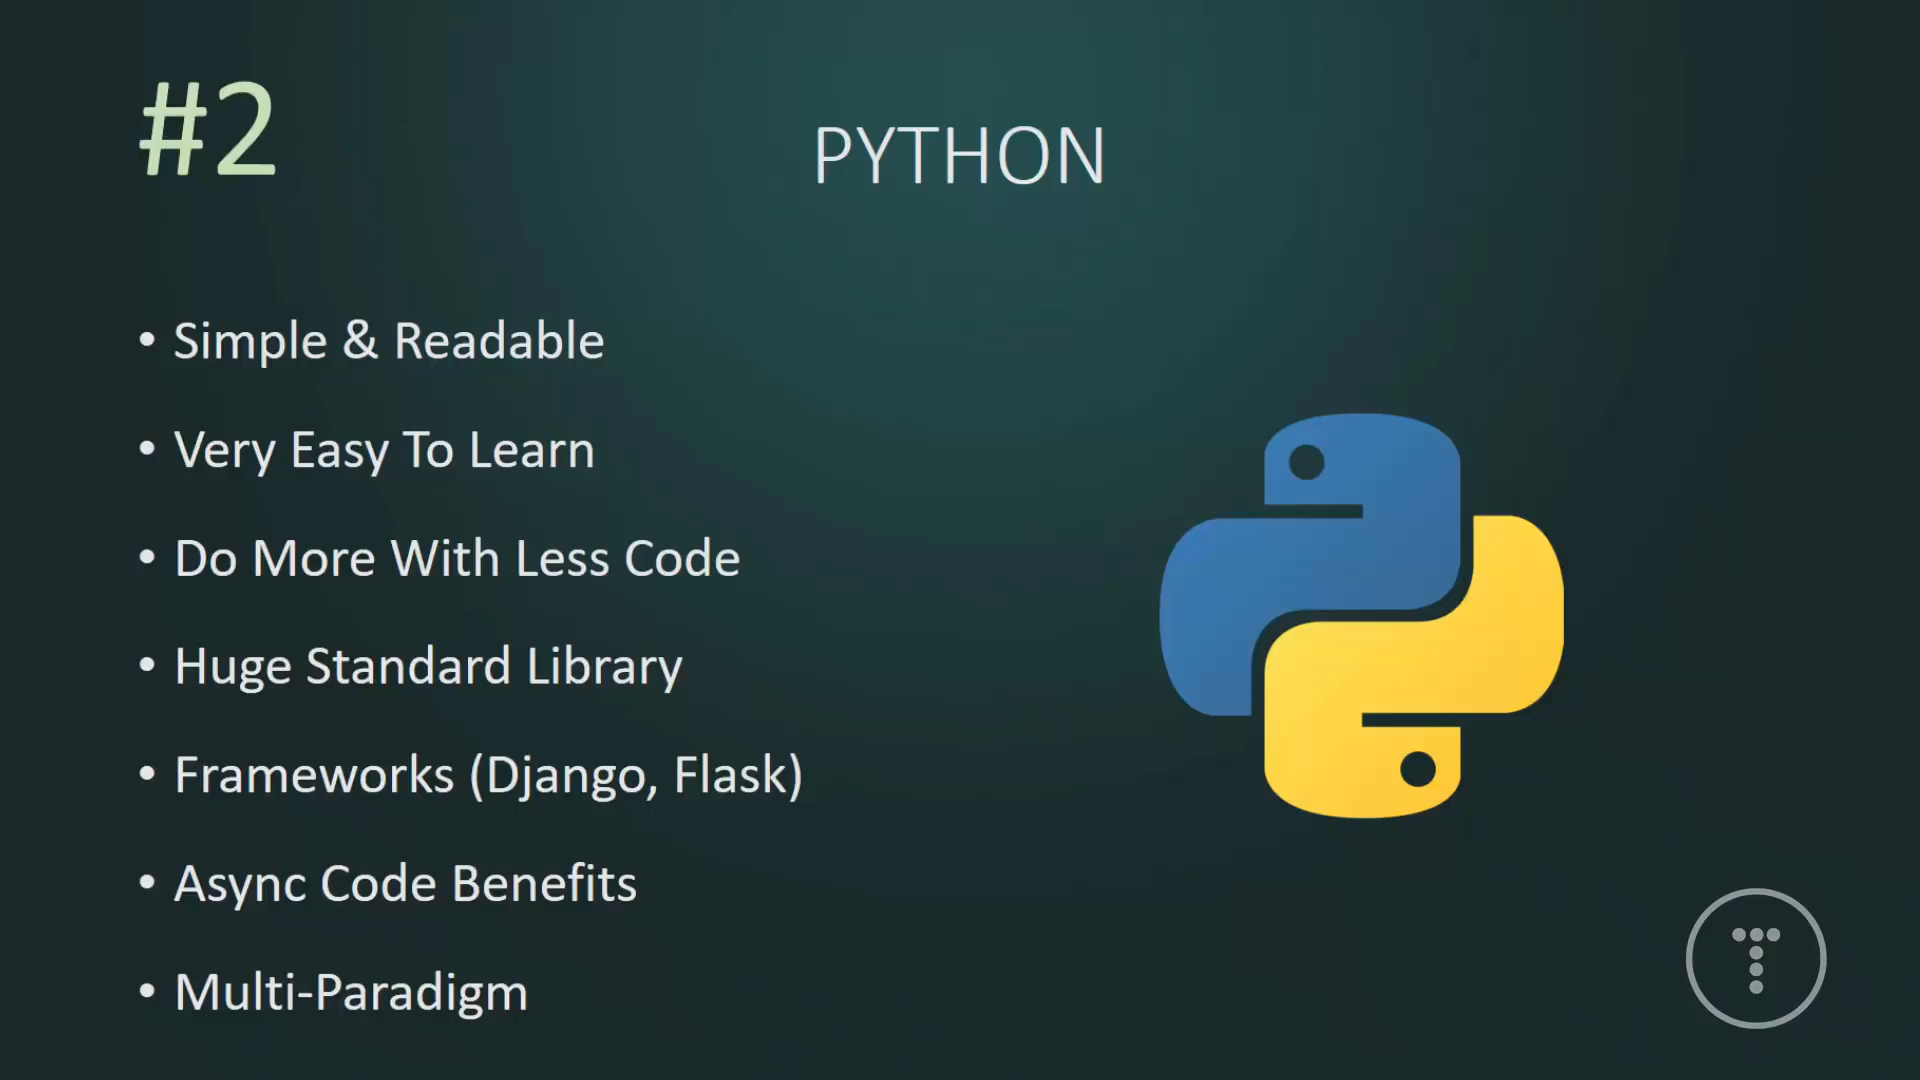 #2
PYTHON
• Simple & Readable
• Very Easy To Learn
• Do More With Less Code
• Huge Standard Library
• Frameworks (Django, Flask)
• Async Code Benefits
• Multi-Paradigm
T